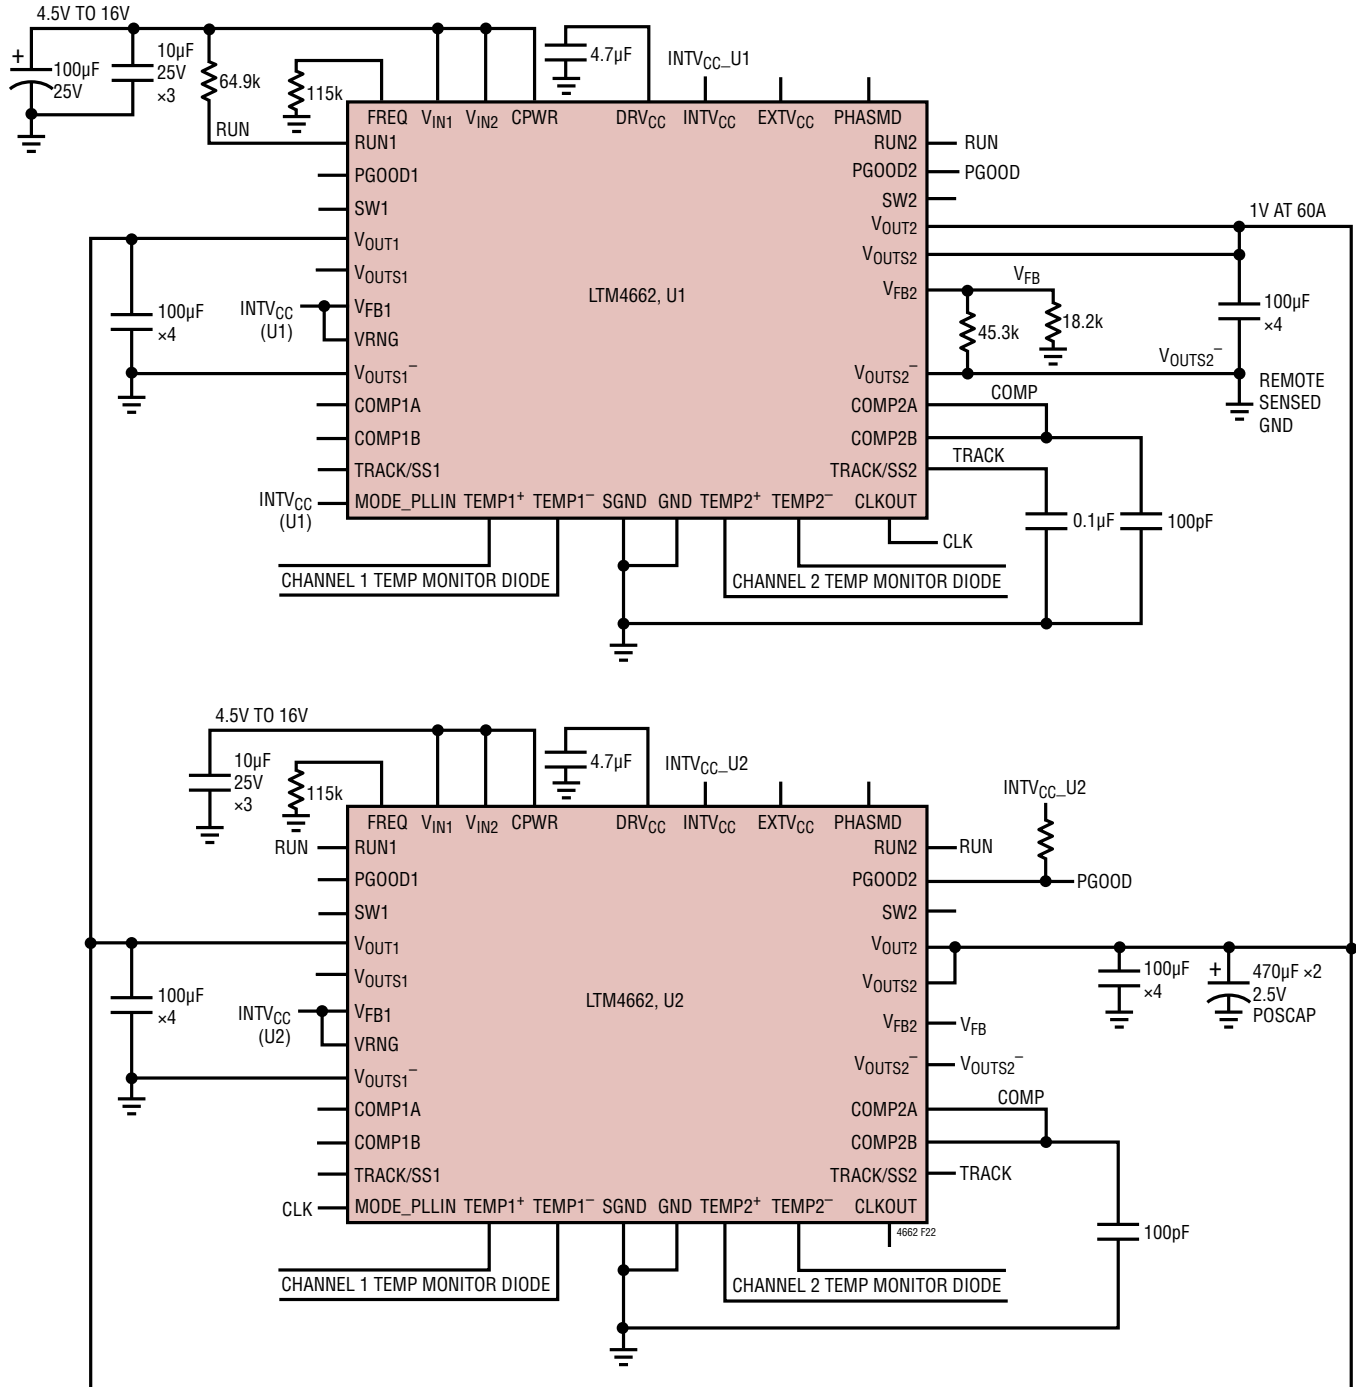 4.5V TO 16V
100µF
25V
10µF
25V
×3
64.9k
115k
4.7µF
INTVCC_U1
RUN
FREQ VIN1 VIN2 CPWR DRVCC INTVCC EXTVCC PHASMD
RUN1
PGOOD1
SW1
VOUT1
VOUTS1
VFB1
VRNG
VOUTS1–
COMP1A
COMP1B
TRACK/SS1
MODE_PLLIN TEMP1+ TEMP1– SGND GND TEMP2+ TEMP2– CLKOUT
LTM4662, U1
RUN2
PGOOD2
SW2
VOUT2
VOUTS2
VFB2
VOUTS2–
COMP2A
COMP2B
TRACK/SS2
100µF
×4
INTVCC
(U1)
INTVCC
(U1)
RUN
PGOOD
1V AT 60A
VFB
45.3k
18.2k
100µF
×4
VOUTS2–
REMOTE
SENSED
GND
COMP
TRACK
0.1µF
100pF
CLK
CHANNEL 1 TEMP MONITOR DIODE
CHANNEL 2 TEMP MONITOR DIODE
4.5V TO 16V
10µF
25V
×3
115k
4.7µF
INTVCC_U2
INTVCC_U2
FREQ VIN1 VIN2 CPWR DRVCC INTVCC EXTVCC PHASMD
RUN
RUN1
PGOOD1
SW1
VOUT1
VOUTS1
VFB1
VRNG
VOUTS1–
COMP1A
COMP1B
TRACK/SS1
MODE_PLLIN TEMP1+ TEMP1– SGND GND TEMP2+ TEMP2– CLKOUT
LTM4662, U2
RUN2
PGOOD2
SW2
VOUT2
VOUTS2
VFB2
VOUTS2–
COMP2A
COMP2B
TRACK/SS2
100µF
×4
INTVCC
(U2)
CLK
RUN
PGOOD
100µF
×4
470µF ×2
2.5V
POSCAP
VFB
VOUTS2–
COMP
TRACK
100pF
4662 F22
CHANNEL 1 TEMP MONITOR DIODE
CHANNEL 2 TEMP MONITOR DIODE